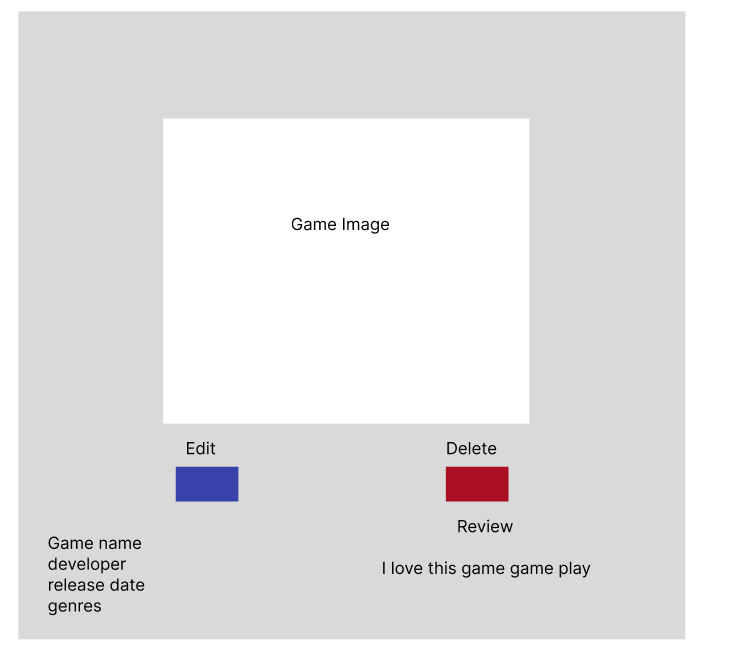 Game Image
Edit
Delete
Review
Game name
developer
release date
genres
I love this game game play